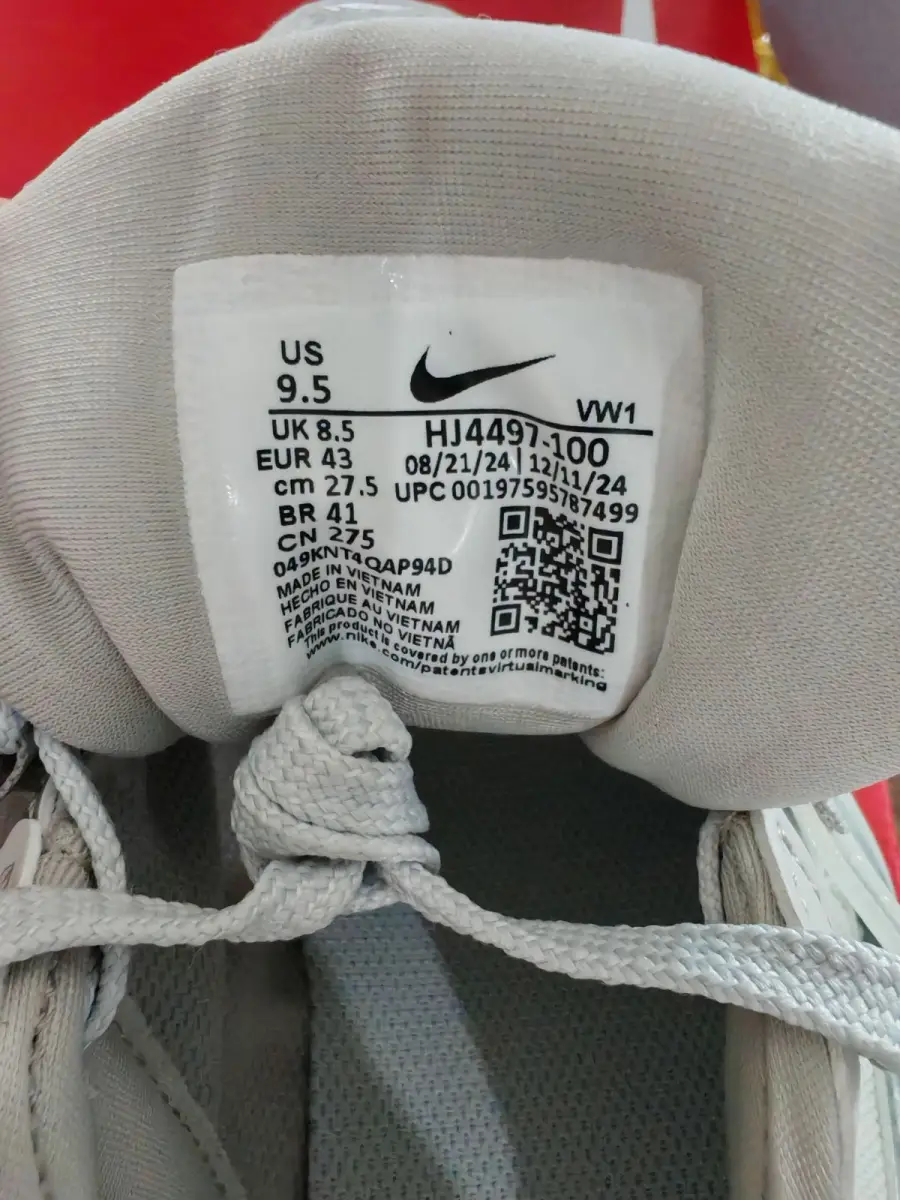 US
9.5
VW1
UK 8.5 HJ4497-100
EUR 43 08/21/24 | 12/11/24
cm 27.5 UPC 00197595787499
BR 41
CN 275
049KNT4QAP94D
MADE IN VIETNAM
HECHO EN VIETNAM
FABRIQUE AU VIETNAM
FABRICADO NO VIETNÃ
This product is covered by one or more patents:
www.nike.com/patentsvirtualmarking